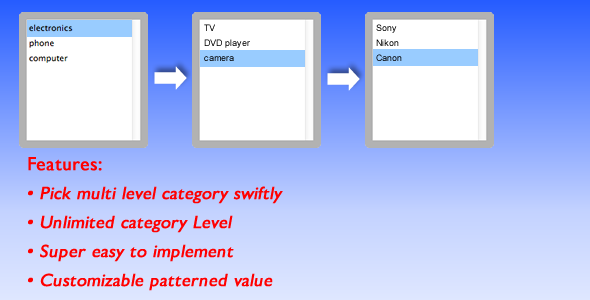 electronics
phone
computer
TV
DVD player
camera
Sony
Nikon
Canon
Features:
• Pick multi level category swiftly
• Unlimited category Level
• Super easy to implement
• Customizable patterned value